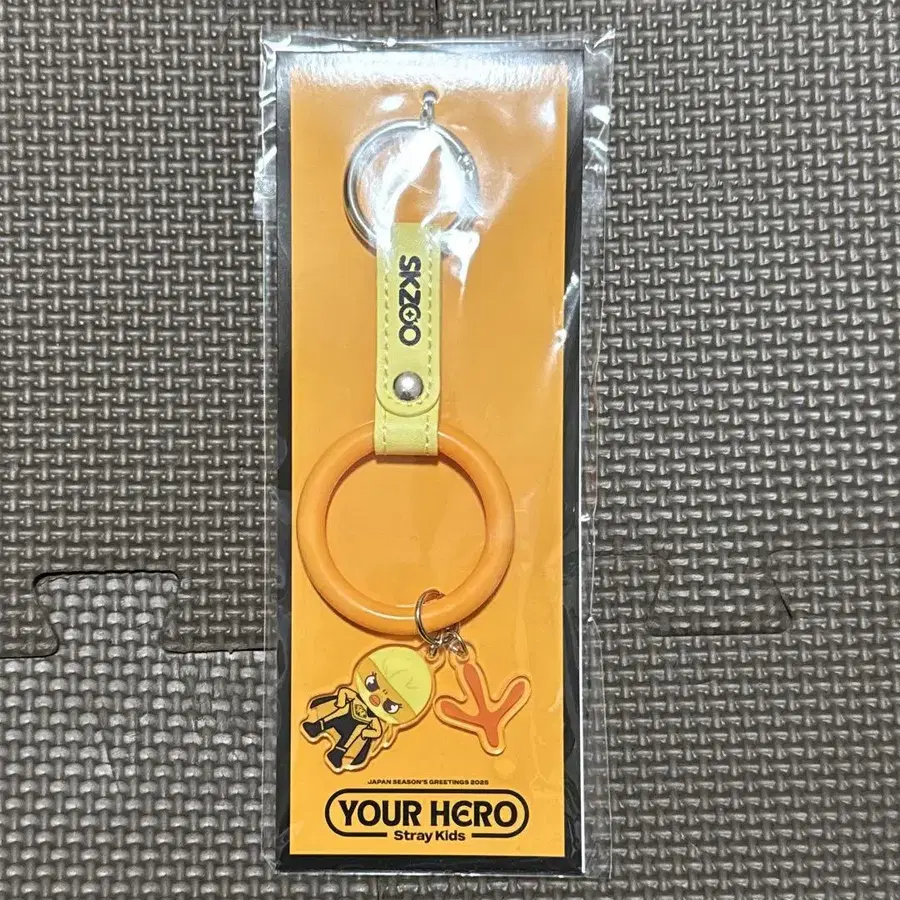 SKZOO
JAPAN SEASON'S GREETINGS 2025
YOUR HERO
Stray Kids